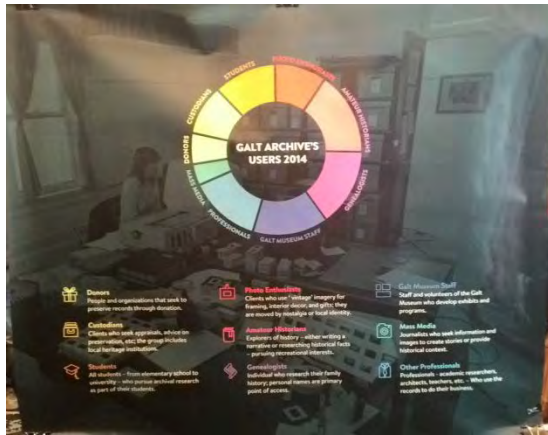 PHOTO ENTHUSIASTS
STUDENTS
AMATEUR HISTORIANS
CUSTODIANS
DONORS
GALT ARCHIVE'S
USERS 2014
MASS MEDIA
GENEALOGISTS
PROFESSIONALS
GALT MUSEUM STAFF
Donors
People and organizations that seek to
preserve records through donation.
Custodians
Clients who seek appraisals, advice on
preservation, etc; the group includes
local heritage institutions.
Students
All students – from elementary school to
university – who pursue archival research
as part of their students.
Photo Enthusiasts
Clients who use 'vintage' imagery for
framing, interior decor, and gifts; they
are moved by nostalgia or local identity.
Amateur Historians
Explorers of history – either writing a
narrative or researching historical facts
– pursuing recreational interests.
Genealogists
Individual who research their family
history; personal names are primary
point of access.
Galt Museum Staff
Staff and volunteers of the Galt
Museum who develop exhibits and
programs.
Mass Media
Journalists who seek information and
images to create stories or provide
historical context.
Other Professionals
Professionals – academic researchers,
architects, teachers, etc. – Who use the
records to do their business.